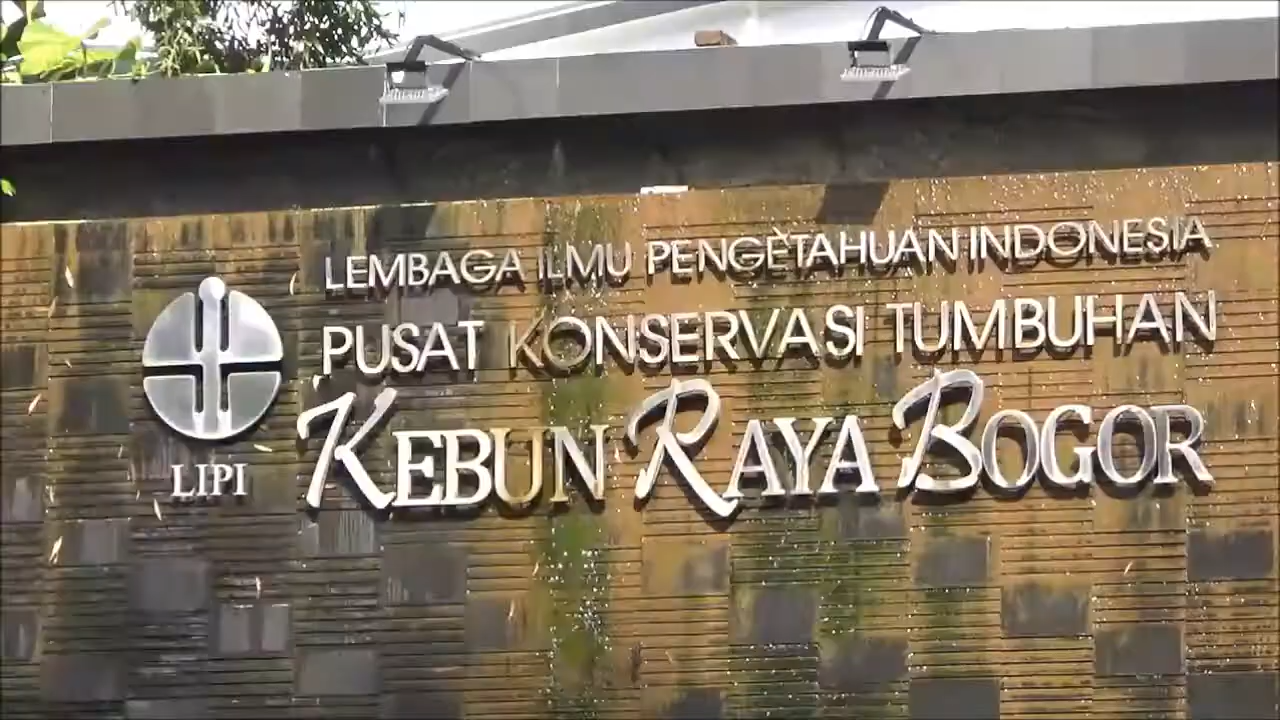 LEMBAGA ILMU PENGETAHUAN INDONESIA
PUSAT KONSERVASI TUMBUHAN
KEBUN RAYA BOGOR
LIPI